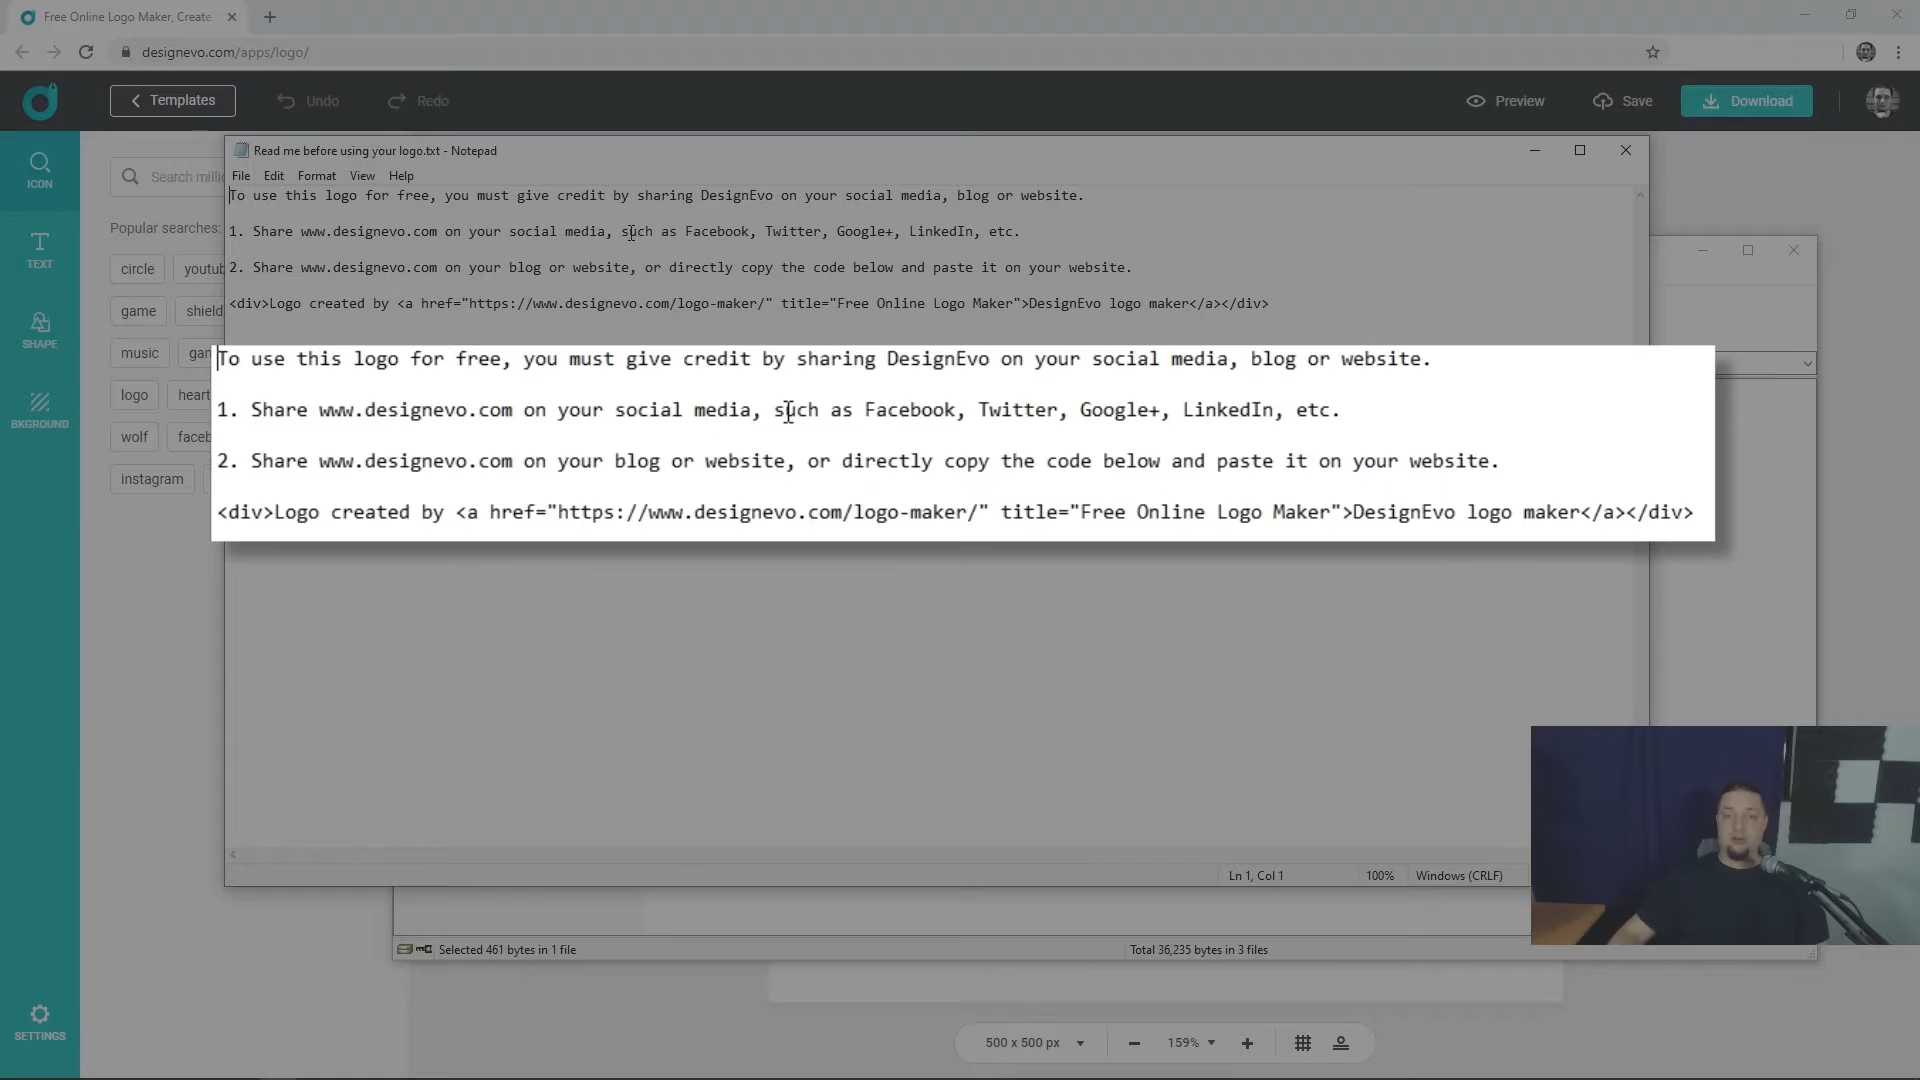 Free Online Logo Maker, Create
designevo.com/apps/logo/
Templates
Undo
Redo
Preview
Save
Download
ICON
TEXT
SHAPE
BKGROUND
SETTINGS
Search milli
Popular searches:
circle
youtub
game
shield
music
gam
logo
heart
wolf
faceb
instagram
Read me before using your logo.txt - Notepad
File Edit Format View Help
To use this logo for free, you must give credit by sharing DesignEvo on your social media, blog or website.
1. Share www.designevo.com on your social media, such as Facebook, Twitter, Google+, LinkedIn, etc.
2. Share www.designevo.com on your blog or website, or directly copy the code below and paste it on your website.
<div>Logo created by <a href="https://www.designevo.com/logo-maker/" title="Free Online Logo Maker">DesignEvo logo maker</a></div>
To use this logo for free, you must give credit by sharing DesignEvo on your social media, blog or website.
1. Share www.designevo.com on your social media, such as Facebook, Twitter, Google+, LinkedIn, etc.
2. Share www.designevo.com on your blog or website, or directly copy the code below and paste it on your website.
<div>Logo created by <a href="https://www.designevo.com/logo-maker/" title="Free Online Logo Maker">DesignEvo logo maker</a></div>
Ln 1, Col 1
100%
Windows (CRLF)
Selected 461 bytes in 1 file
Total 36,235 bytes in 3 files
500 x 500 px
159%